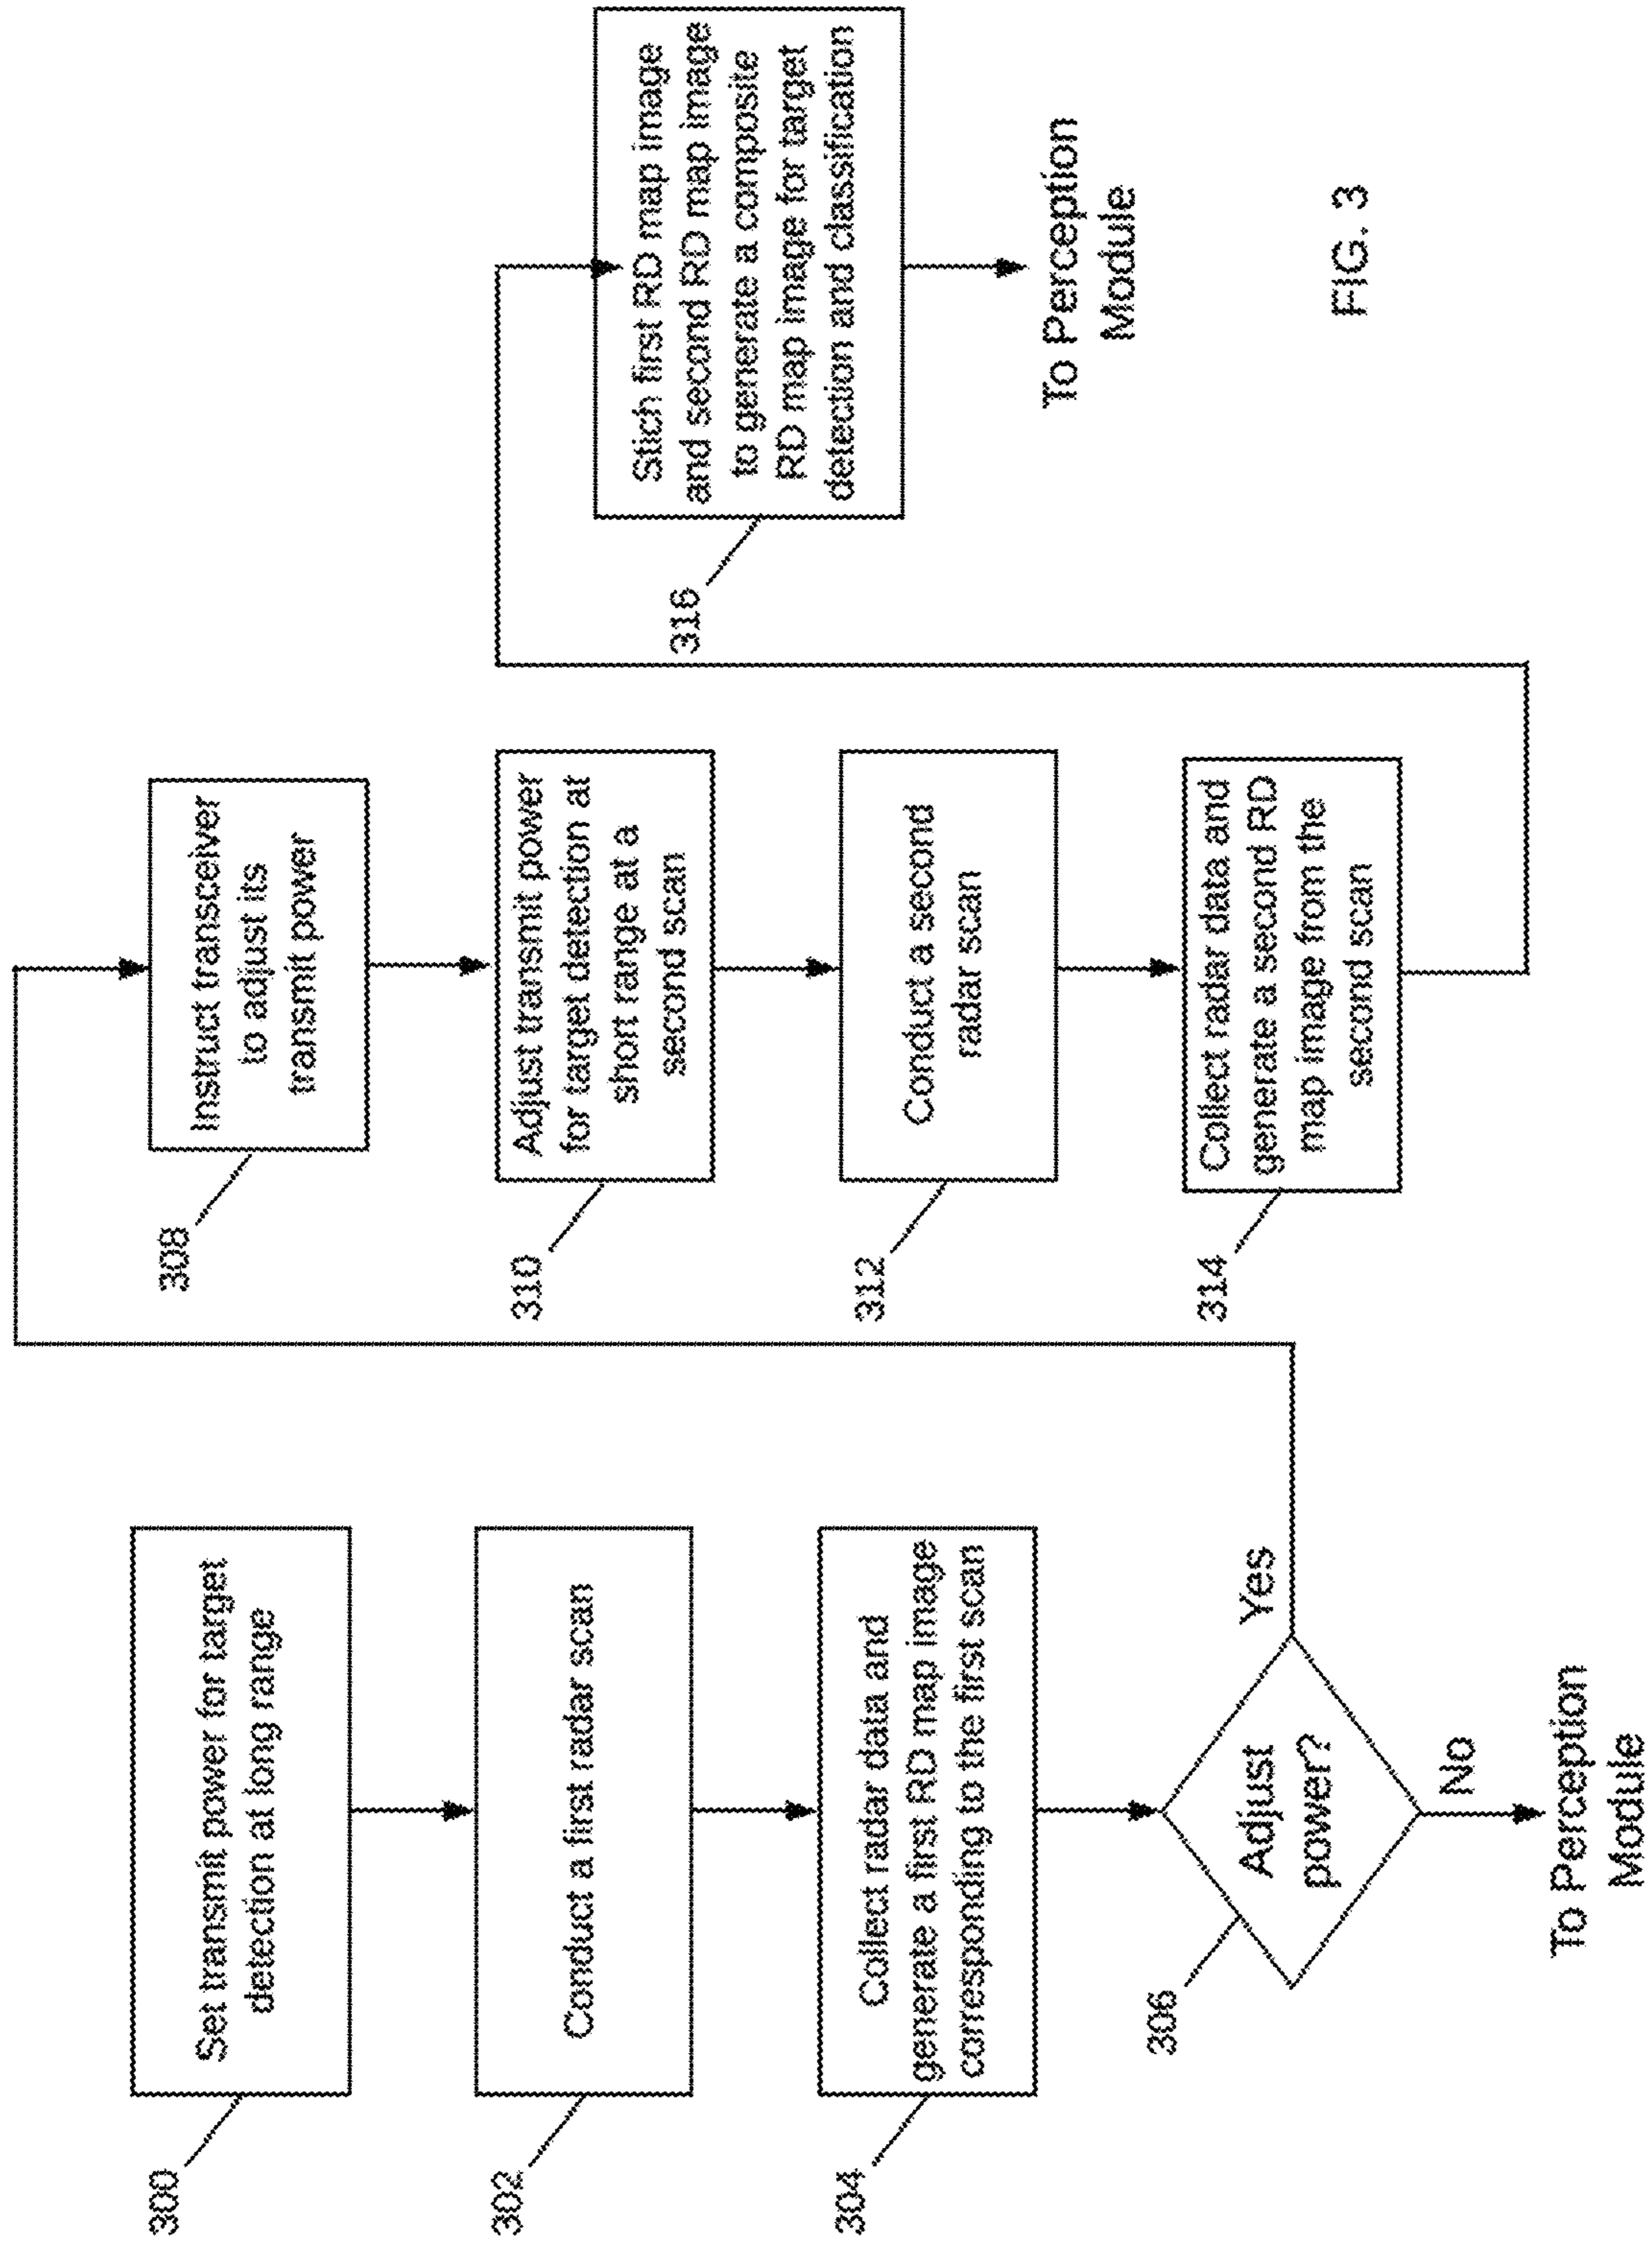 300
Set transmit power for target
detection at long range
302
Conduct a first radar scan
304
Collect radar data and
generate a first RD map image
corresponding to the first scan
306
Adjust
power?
Yes
No
To Perception
Module
308
Instruct transceiver
to adjust its
transmit power
310
Adjust transmit power
for target detection at
short range at a
second scan
312
Conduct a second
radar scan
314
Collect radar data and
generate a second RD
map image from the
second scan
316
Stich first RD map image
and second RD map image
to generate a composite
RD map image for target
detection and classification
To Perception
Module
FIG. 3